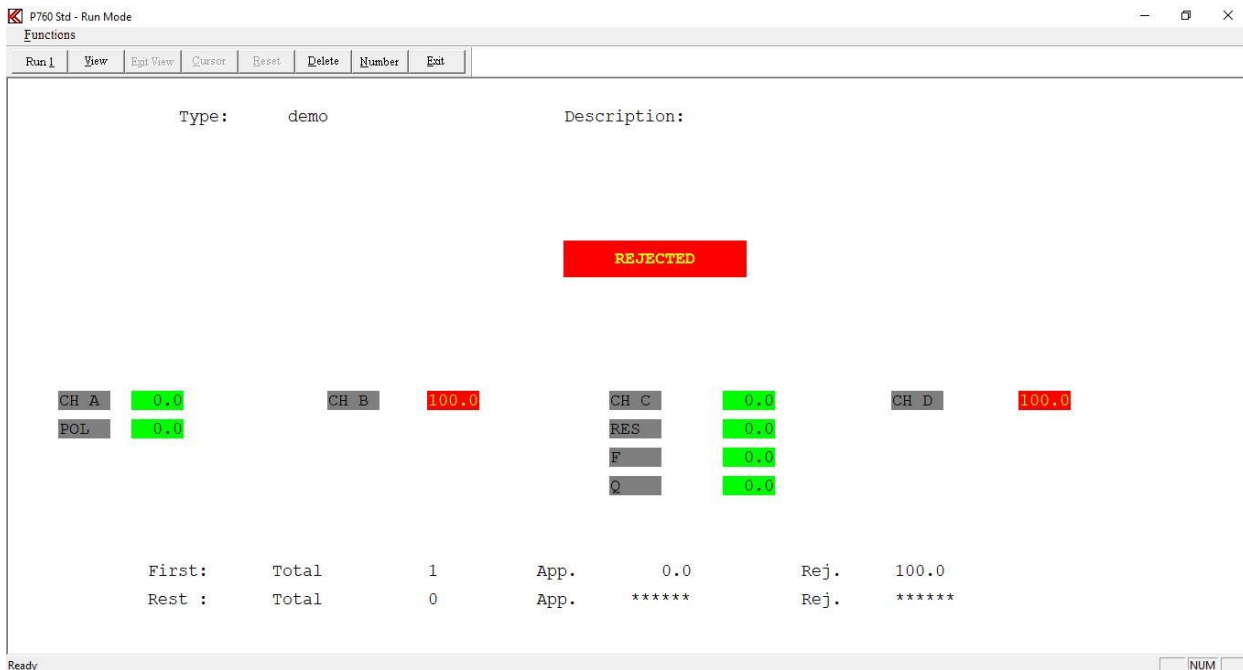 P760 Std - Run Mode
Functions
Run 1 View Exit View Cursor Reset Delete Number Exit
Type: demo Description:
REJECTED
CH A 0.0 CH B 100.0 CH C 0.0 CH D 100.0
POL 0.0 RES 0.0
F 0.0
Q 0.0
First: Total 1 App. 0.0 Rej. 100.0
Rest : Total 0 App. ****** Rej. ******
Ready NUM